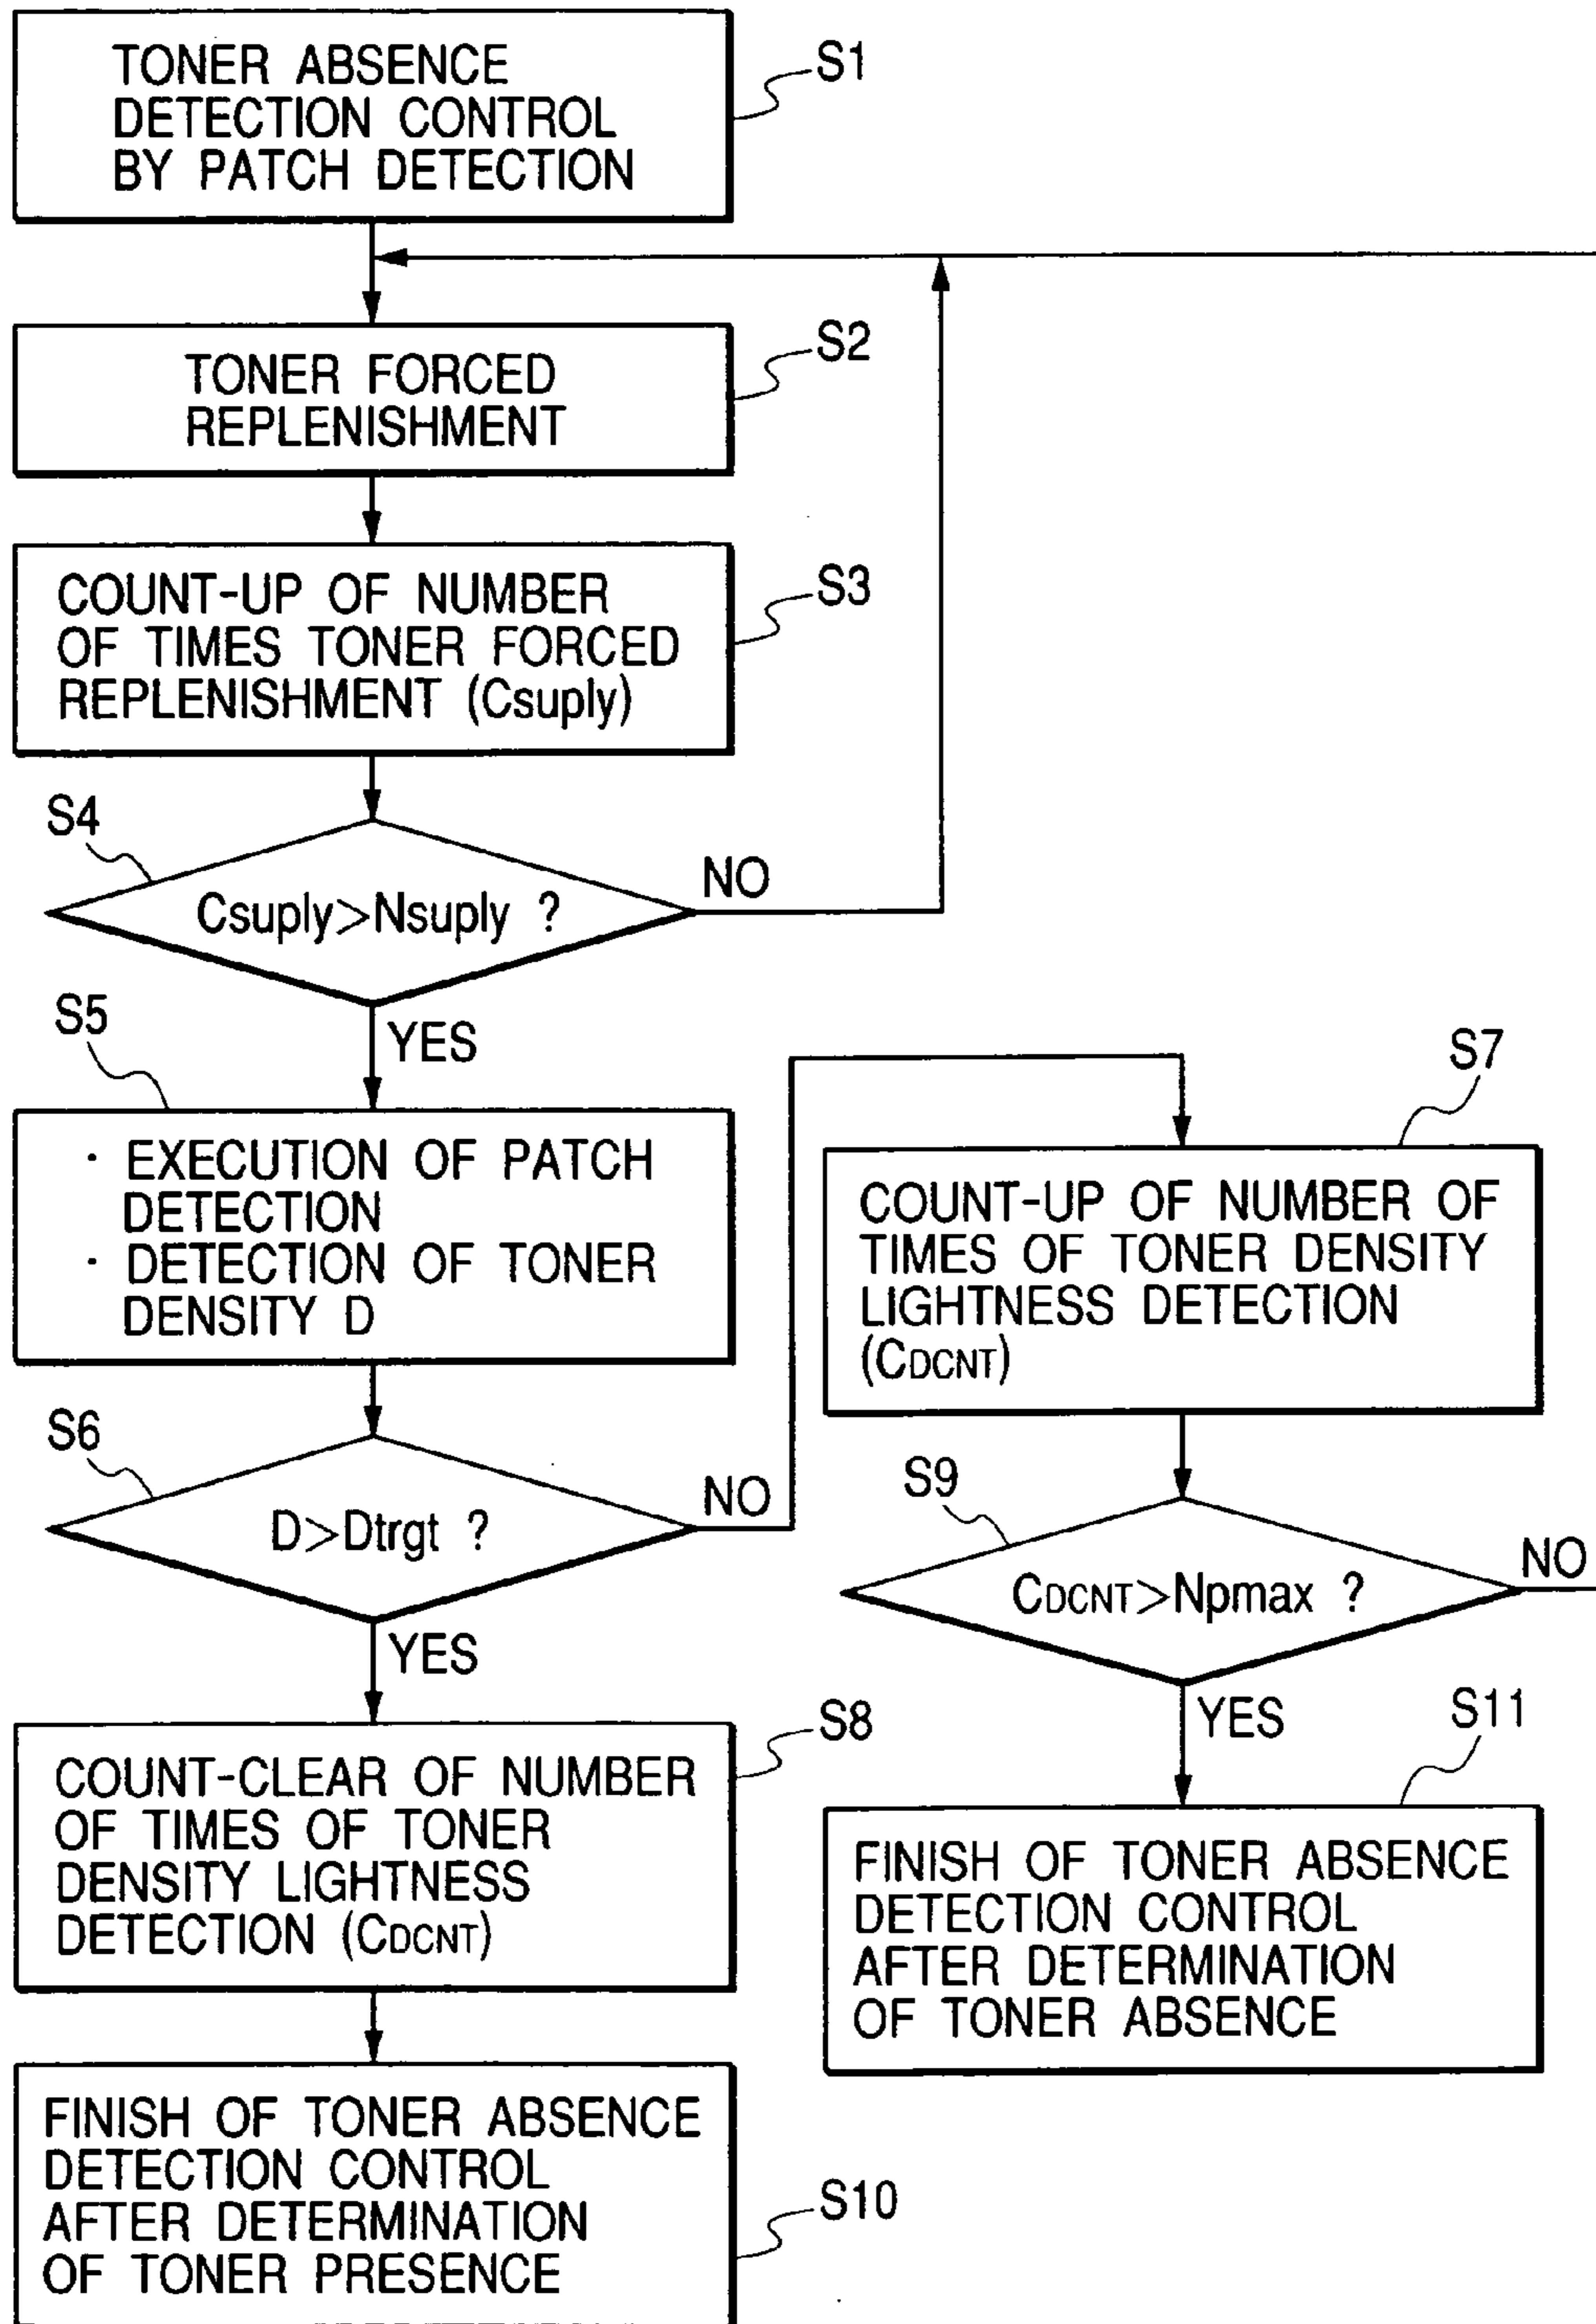 TONER ABSENCE
DETECTION CONTROL
BY PATCH DETECTION
S1
TONER FORCED
REPLENISHMENT
S2
COUNT-UP OF NUMBER
OF TIMES TONER FORCED
REPLENISHMENT (Csuply)
S3
S4
Csuply>Nsuply ?
NO
YES
S5
· EXECUTION OF PATCH
DETECTION
· DETECTION OF TONER
DENSITY D
S6
D>Dtrgt ?
NO
YES
S7
COUNT-UP OF NUMBER OF
TIMES OF TONER DENSITY
LIGHTNESS DETECTION
(CDCNT)
S9
CDCNT>Npmax ?
NO
YES
S8
COUNT-CLEAR OF NUMBER
OF TIMES OF TONER
DENSITY LIGHTNESS
DETECTION (CDCNT)
S11
FINISH OF TONER ABSENCE
DETECTION CONTROL
AFTER DETERMINATION
OF TONER ABSENCE
FINISH OF TONER ABSENCE
DETECTION CONTROL
AFTER DETERMINATION
OF TONER PRESENCE
S10